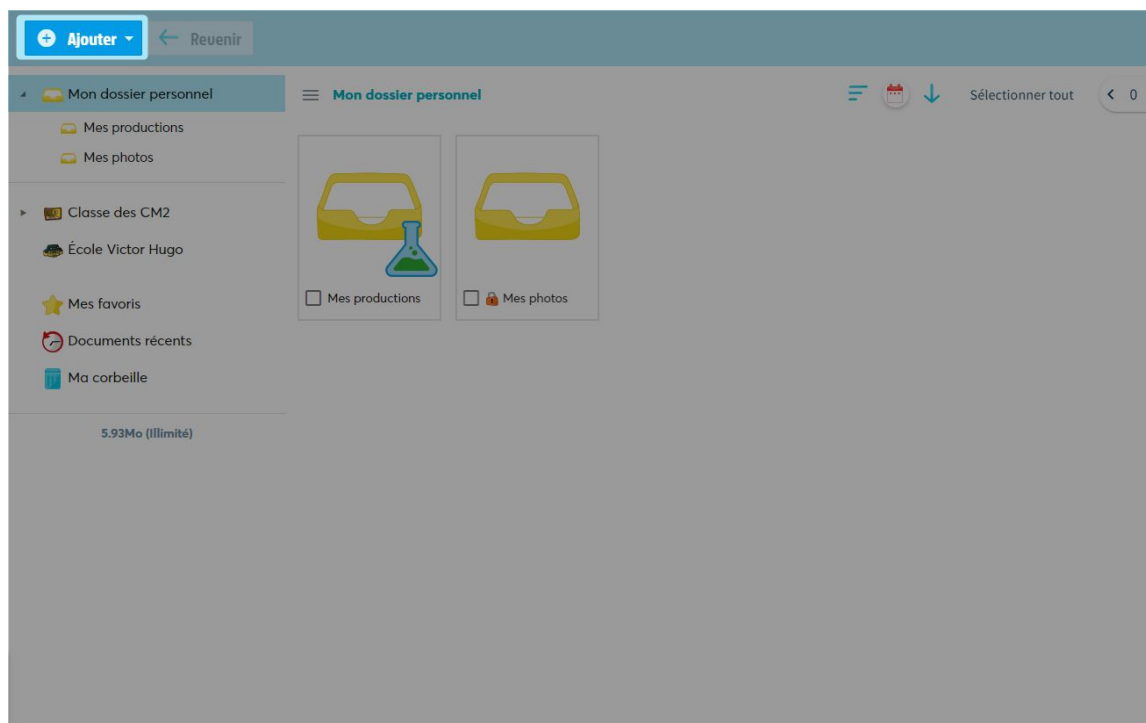 Ajouter
Revenir
Mon dossier personnel
Mes productions
Mes photos
Classe des CM2
École Victor Hugo
Mes favoris
Documents récents
Ma corbeille
5.93Mo (Illimité)
Mon dossier personnel
Sélectionner tout
0
Mes productions
Mes photos